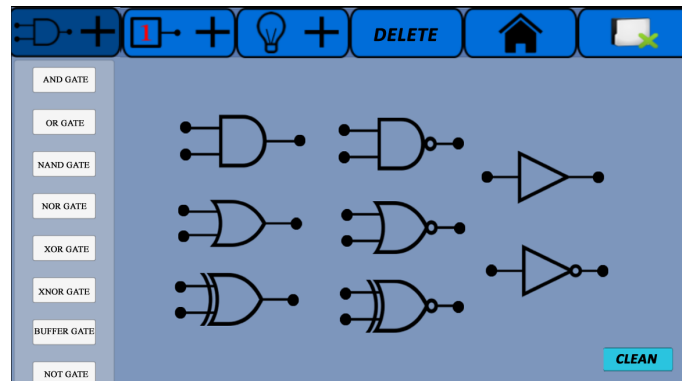 1
DELETE
AND GATE
OR GATE
NAND GATE
NOR GATE
XOR GATE
XNOR GATE
BUFFER GATE
NOT GATE
CLEAN